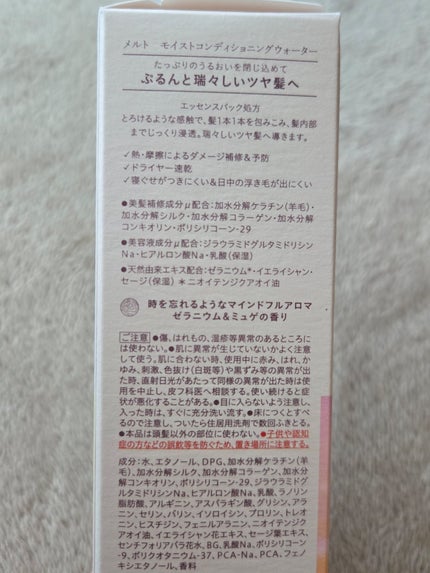 メルト　モイストコンディショニングウォーター
たっぷりのうるおいを閉じ込めて
ぷるんと瑞々しいツヤ髪へ
エッセンスパック処方
とろけるような感触で、髪1本1本を包みこみ、髪内部
までじっくり浸透。瑞々しいツヤ髪へ導きます。
✓熱・摩擦によるダメージ補修&予防
✓ドライヤー速乾
✓寝ぐせがつきにくい&日中の浮き毛が出にくい
●美髪補修成分μ配合:加水分解ケラチン(羊毛)・
加水分解シルク・加水分解コラーゲン・加水分解
コンキオリン・ポリシリコーン-29
●美容液成分μ配合:ジラウラミドグルタミドリシン
Na・ヒアルロン酸Na・乳酸(保湿)
●天然由来エキス配合:ゼラニウム*・イエライシャン・
セージ(保湿) *ニオイテンジクアオイ油
時を忘れるようなマインドフルアロマ
ゼラニウム&ミュゲの香り
ご注意 ●傷、はれもの、湿疹等異常のあるところに
は使わない。●肌に異常が生じていないかよく注意
して使う。肌に合わない時、使用中に赤み、はれ、か
ゆみ、刺激、色抜け(白斑等)や黒ずみ等の異常が出
た時、直射日光があたって同様の異常が出た時は使
用を中止し、皮フ科医へ相談する。使い続けると症
状が悪化することがある。●目に入らないよう注意し、
入った時は、すぐに充分洗い流す。●床につくとすべ
るので注意し、ついたら住居用洗剤で数回ふきとる。
●本品は頭髪以外の部位に使わない。●子供や認知
症の方などの誤飲等を防ぐため、置き場所に注意する。
成分:水、エタノール、DPG、加水分解ケラチン(羊
毛)、加水分解シルク、加水分解コラーゲン、加水分
解コンキオリン、ポリシリコーン-29、ジラウラミドグ
ルタミドリシンNa、ヒアルロン酸Na、乳酸、ラノリン
脂肪酸、アルギニン、アスパラギン酸、グリシン、アラ
ニン、セリン、バリン、イソロイシン、プロリン、トレオ
ニン、ヒスチジン、フェニルアラニン、ニオイテンジク
アオイ油、イエライシャン花エキス、セージ葉エキス、
センチフォリアバラ花水、BG、乳酸Na、ポリシリコーン
-9、ポリクオタニウム-37、PCA-Na、PCA、フェノ
キシエタノール、香料